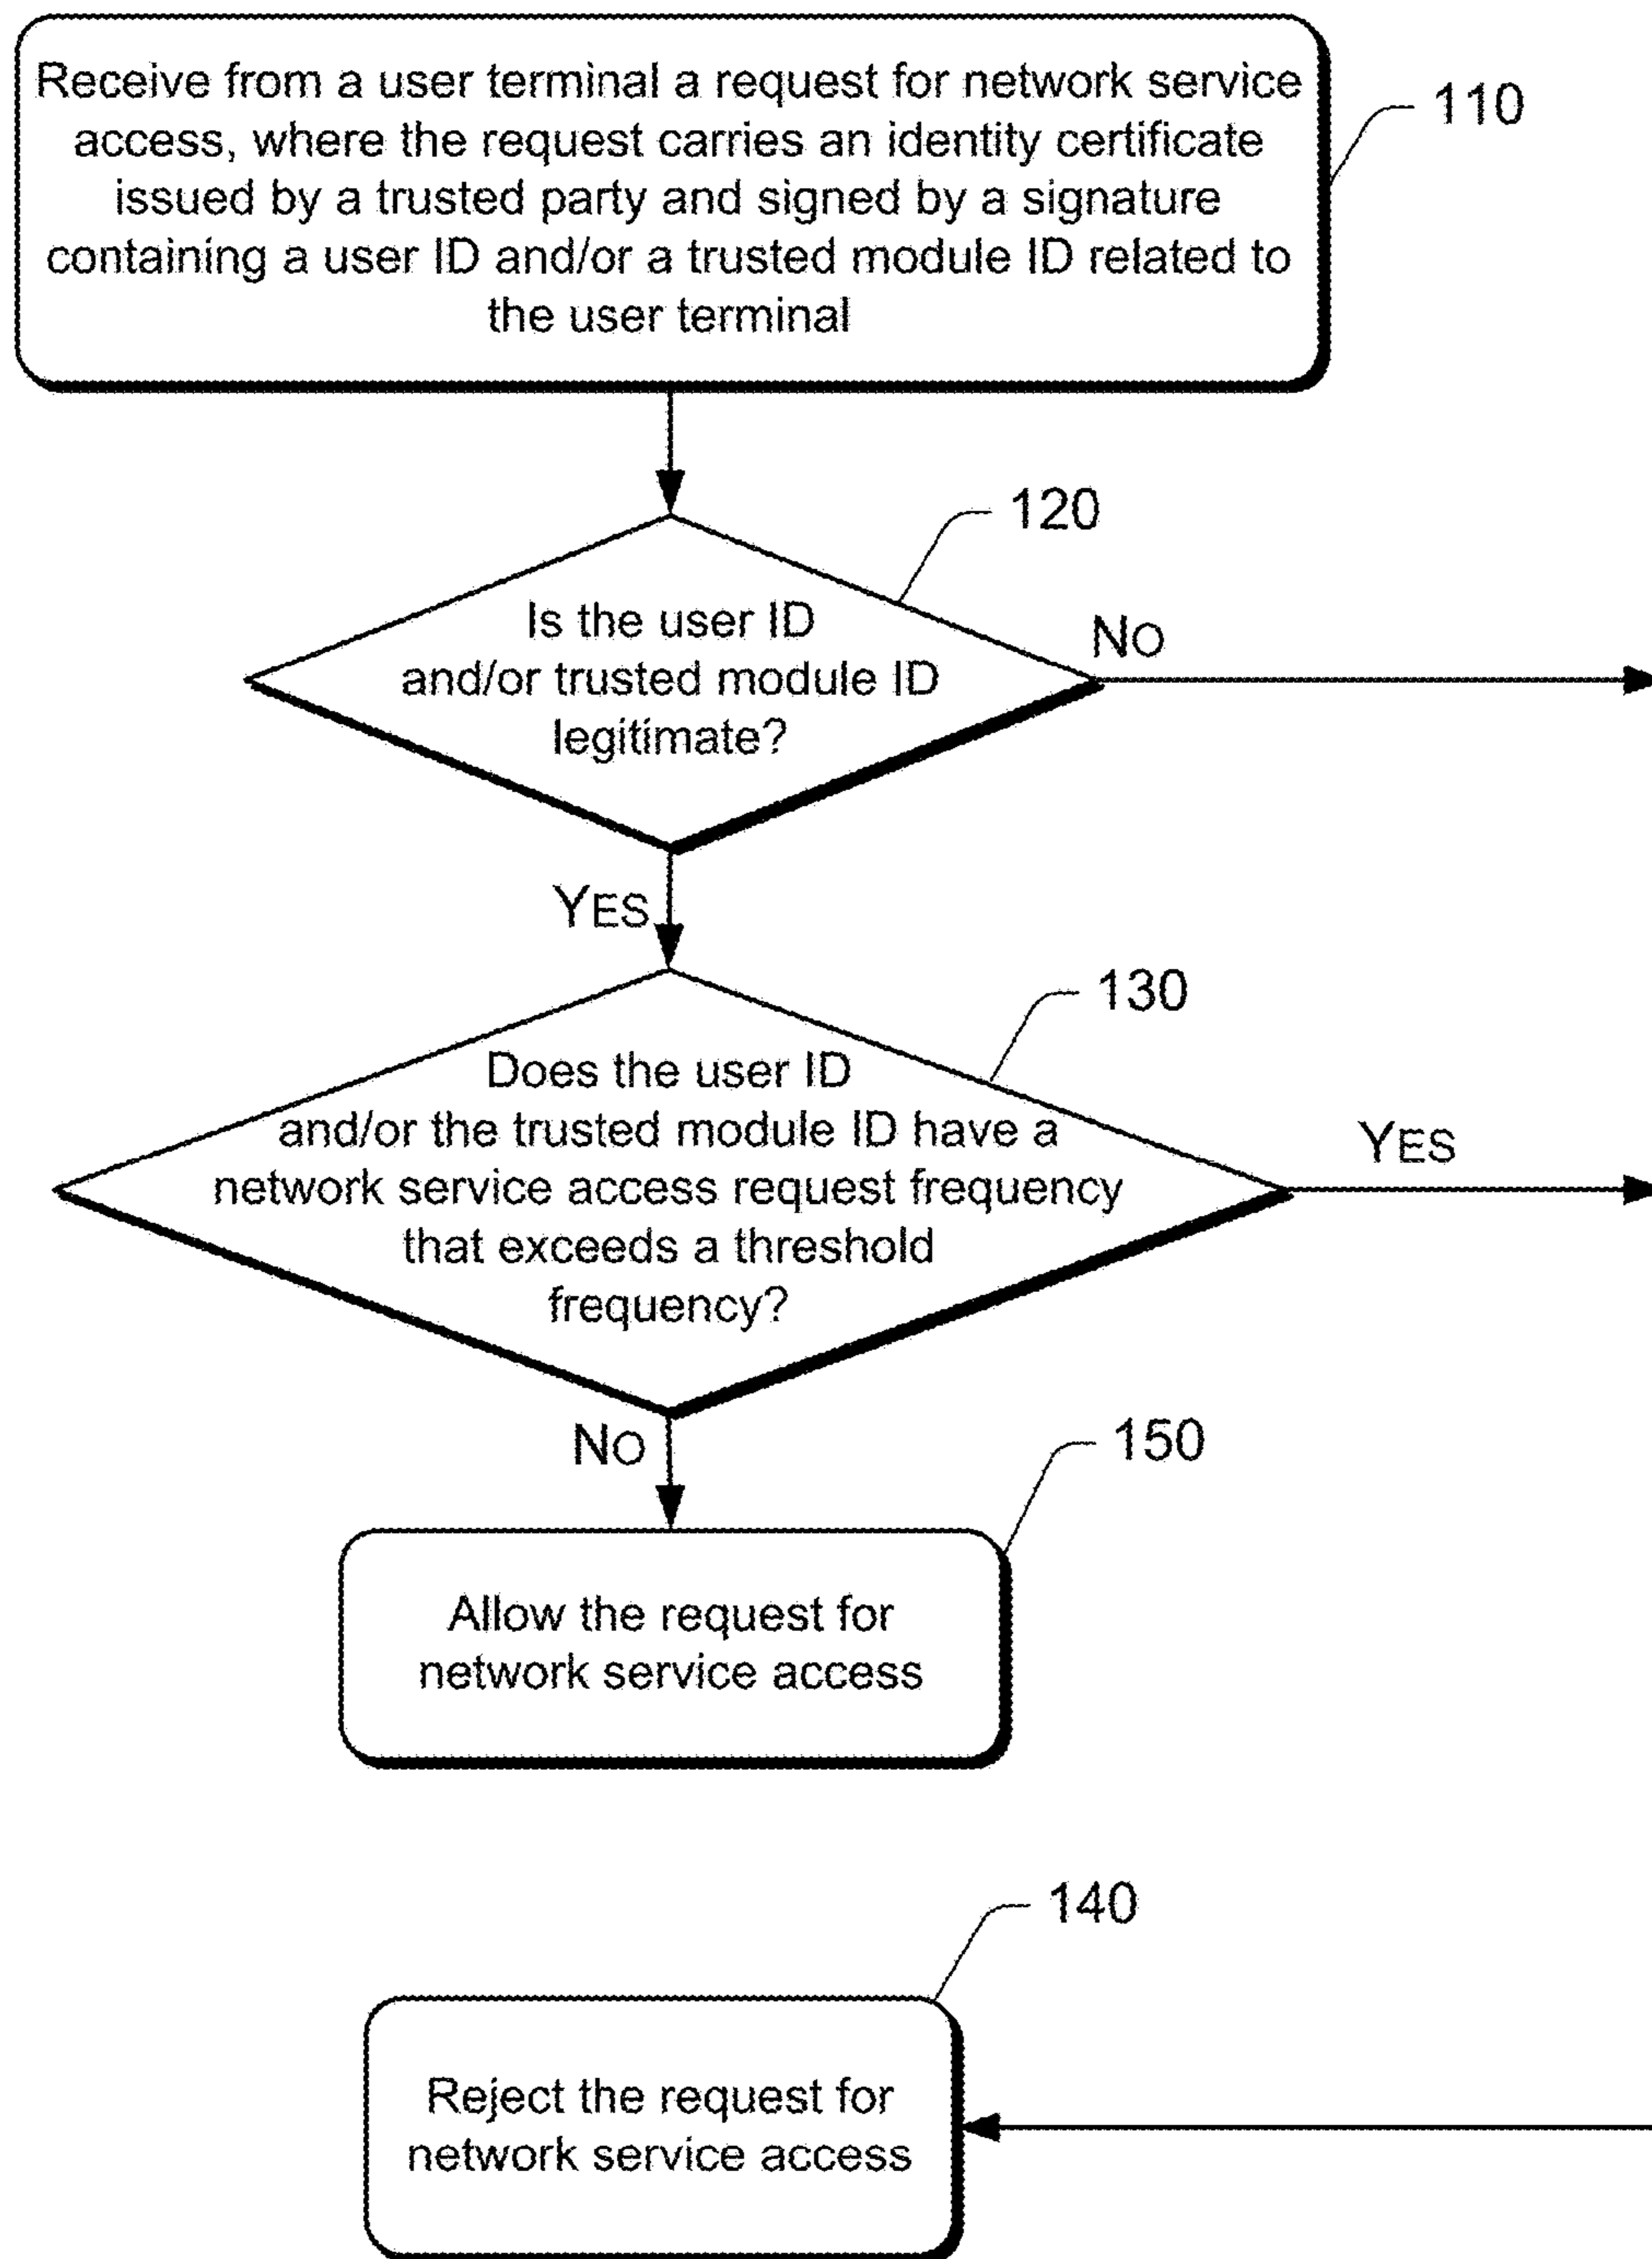 Receive from a user terminal a request for network service
access, where the request carries an identity certificate
issued by a trusted party and signed by a signature
containing a user ID and/or a trusted module ID related to
the user terminal
110
120
Is the user ID
and/or trusted module ID
legitimate?
NO
YES
130
Does the user ID
and/or the trusted module ID have a
network service access request frequency
that exceeds a threshold
frequency?
YES
NO
150
Allow the request for
network service access
140
Reject the request for
network service access